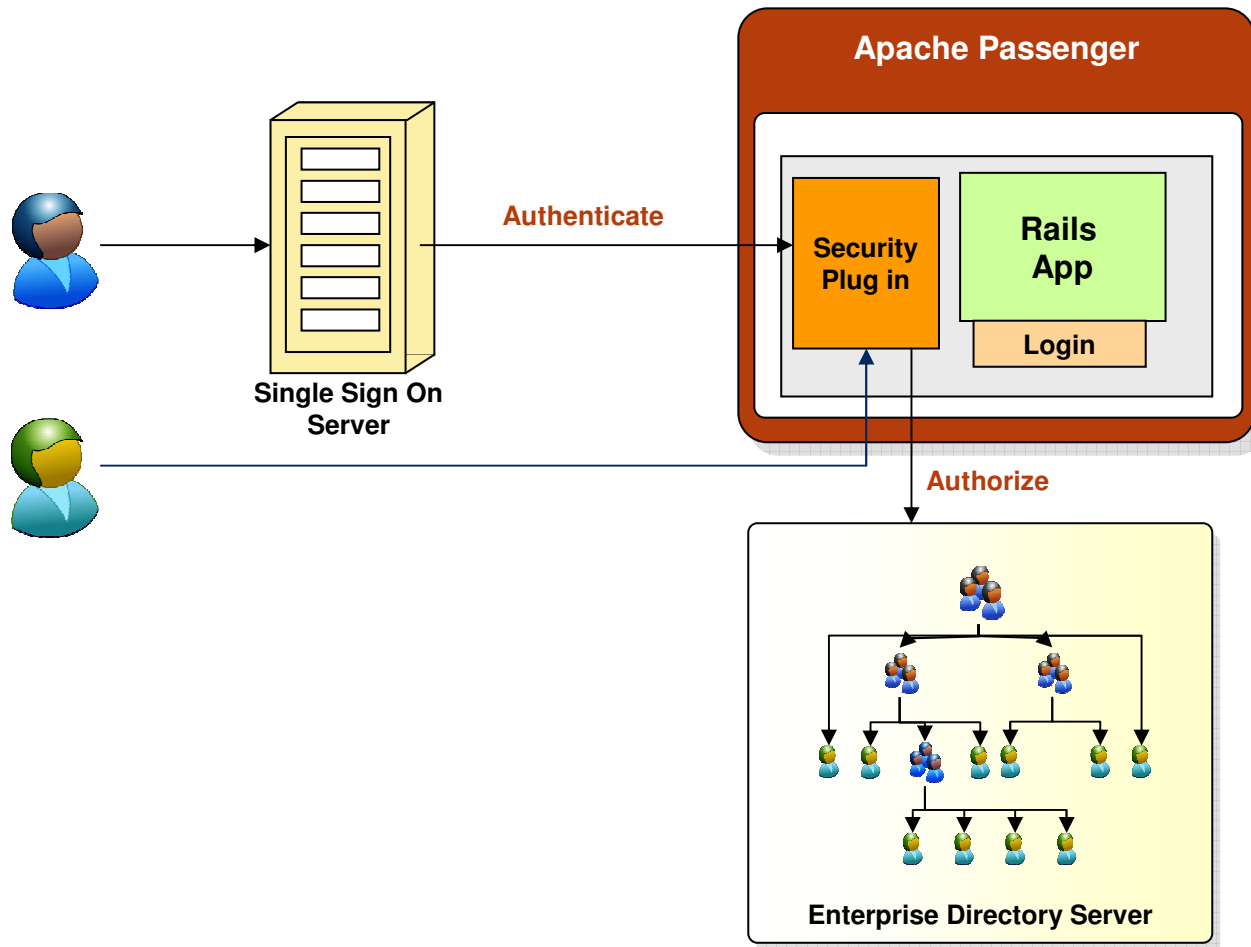 Apache Passenger
Authenticate
Security
Plug in
Rails
App
Login
Single Sign On
Server
Authorize
Enterprise Directory Server